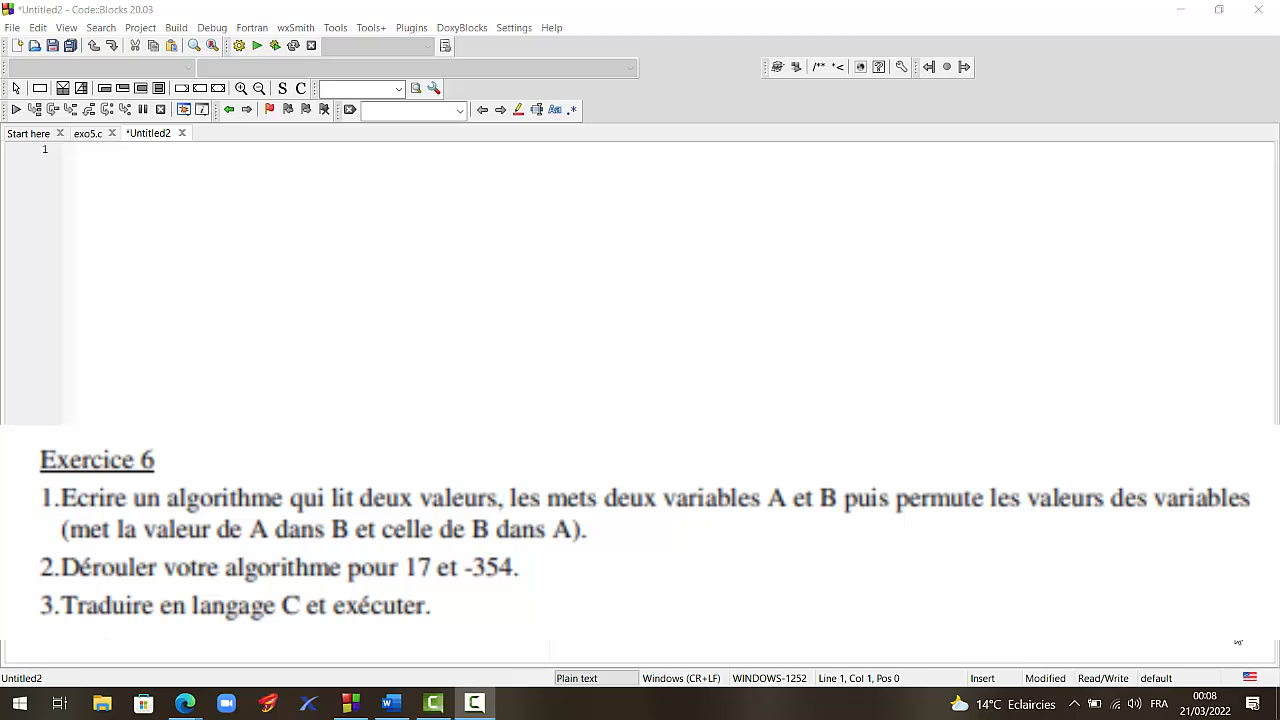 *Untitled2 - Code::Blocks 20.03
File Edit View Search Project Build Debug Fortran wxSmith Tools Tools+ Plugins DoxyBlocks Settings Help
/** *<
S C
Aa .*
Start here exo5.c *Untitled2
1
Exercice 6
1.Ecrire un algorithme qui lit deux valeurs, les mets deux variables A et B puis permute les valeurs des variables
(met la valeur de A dans B et celle de B dans A).
2.Dérouler votre algorithme pour 17 et -354.
3.Traduire en langage C et exécuter.
Untitled2 Plain text Windows (CR+LF) WINDOWS-1252 Line 1, Col 1, Pos 0 Insert Modified Read/Write default
14°C Eclaircies FRA 00:08
21/03/2022